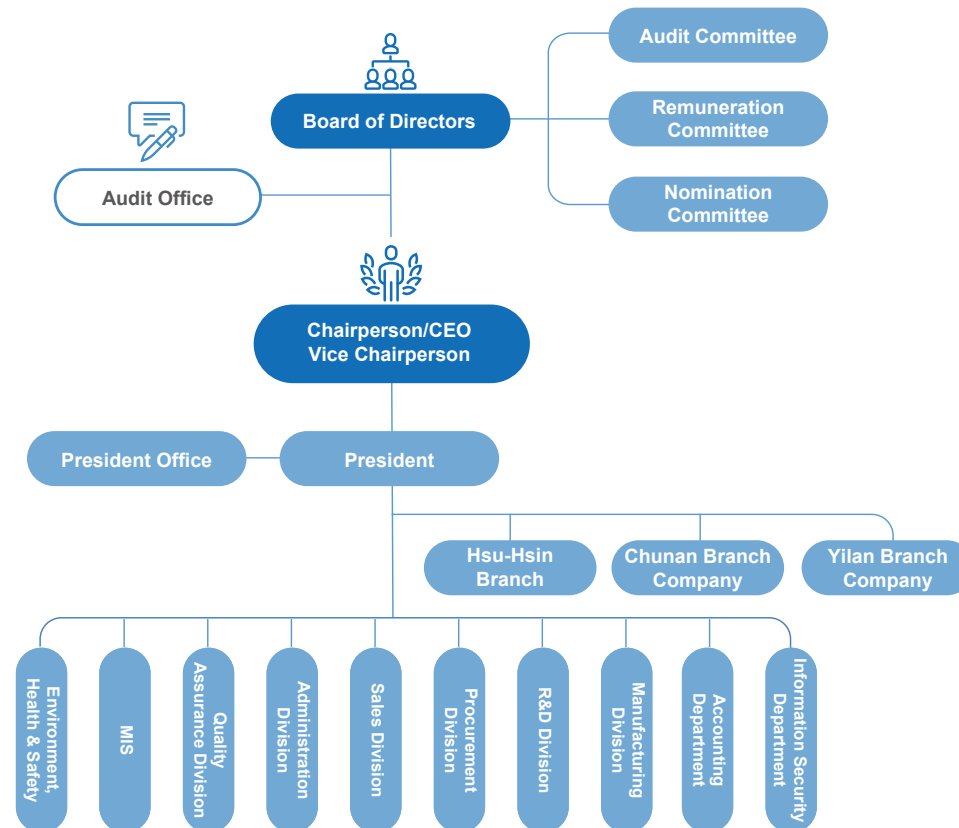 Audit Committee
Board of Directors
Remuneration
Committee
Audit Office
Nomination
Committee
Chairperson/CEO
Vice Chairperson
President Office
President
Hsu-Hsin
Branch
Chunan Branch
Company
Yilan Branch
Company
Environment,
Health & Safety
MIS
Quality
Assurance Division
Administration
Division
Sales Division
Procurement
Division
R&D Division
Manufacturing
Division
Accounting
Department
Information Security
Department